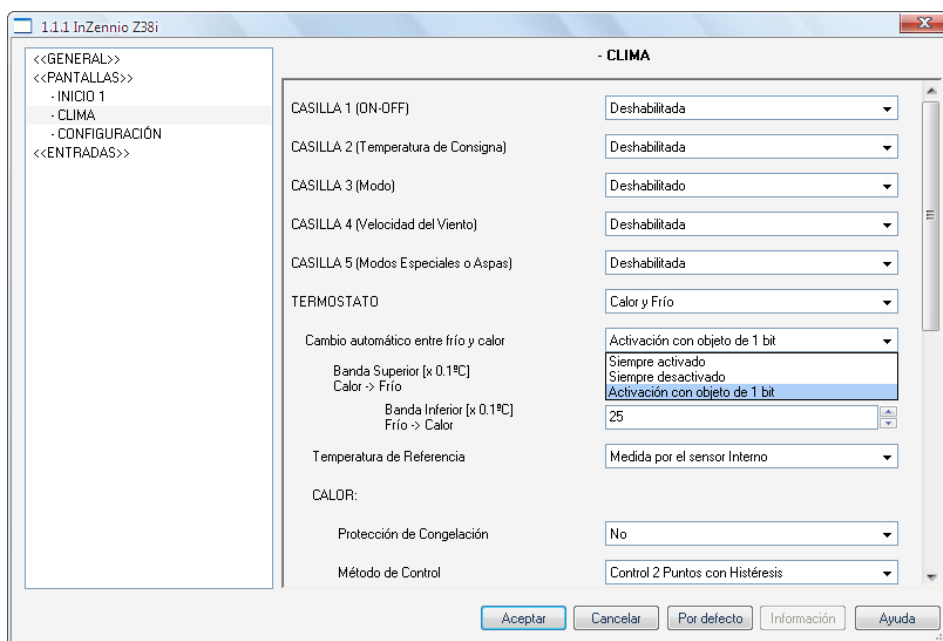 1.1.1 InZennio Z38i
<<GENERAL>>
<<PANTALLAS>>
- INICIO 1
- CLIMA
- CONFIGURACIÓN
<<ENTRADAS>>
- CLIMA
CASILLA 1 (ON-OFF) Deshabilitada
CASILLA 2 (Temperatura de Consigna) Deshabilitada
CASILLA 3 (Modo) Deshabilitado
CASILLA 4 (Velocidad del Viento) Deshabilitada
CASILLA 5 (Modos Especiales o Aspas) Deshabilitada
TERMOSTATO Calor y Frío
Cambio automático entre frío y calor Activación con objeto de 1 bit
Siempre activado
Siempre desactivado
Activación con objeto de 1 bit
Banda Superior [x 0.1ºC]
Calor -> Frío
Banda Inferior [x 0.1ºC]
Frío -> Calor 25
Temperatura de Referencia Medida por el sensor Interno
CALOR:
Protección de Congelación No
Método de Control Control 2 Puntos con Histéresis
Aceptar Cancelar Por defecto Información Ayuda